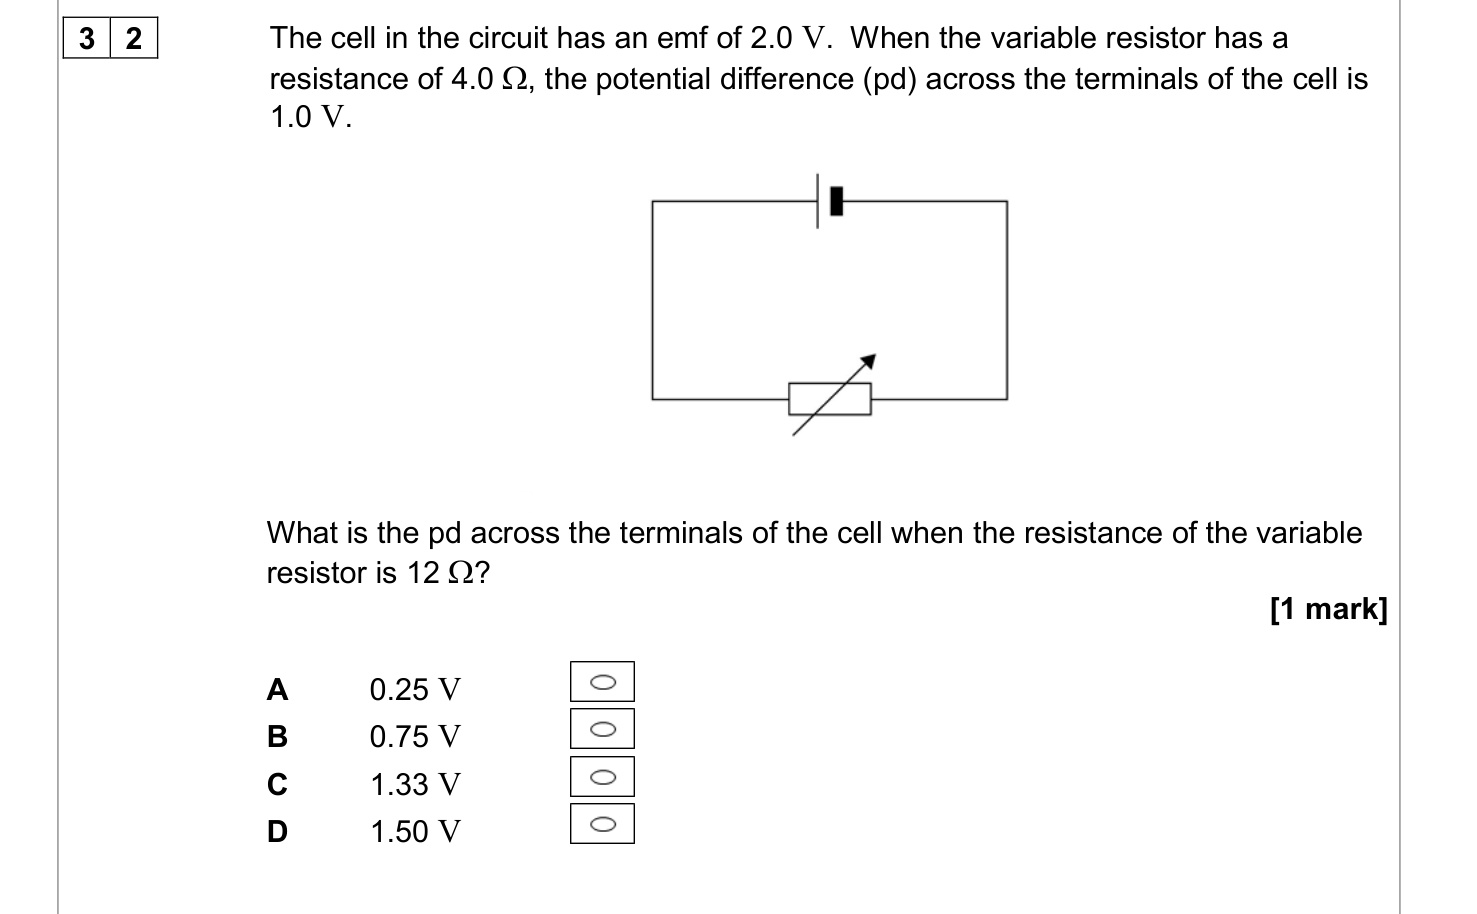 3 2 The cell in the circuit has an emf of 2.0 V. When the variable resistor has a
resistance of 4.0 Ω, the potential difference (pd) across the terminals of the cell is
1.0 V.
What is the pd across the terminals of the cell when the resistance of the variable
resistor is 12 Ω?
[1 mark]
A 0.25 V
B 0.75 V
C 1.33 V
D 1.50 V